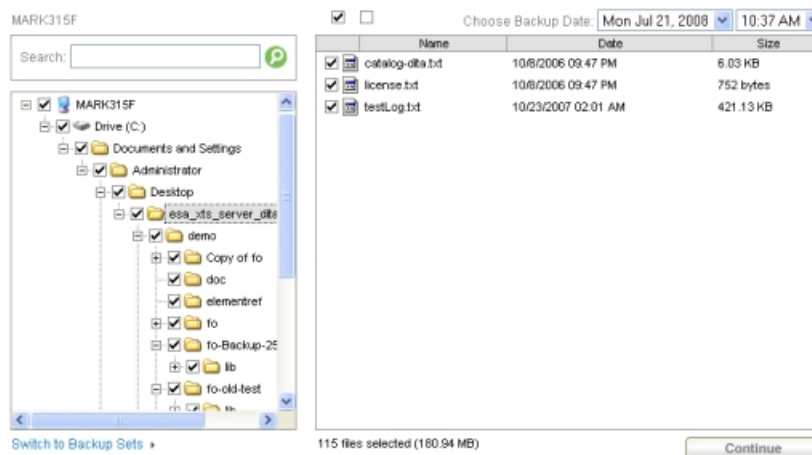 MARK315F
Search:
MARK315F
Drive (C:)
Documents and Settings
Administrator
Desktop
esa_xts_server_dita
demo
Copy of fo
doc
elementref
fo
fo-Backup-25
lib
fo-old-test
lib
Switch to Backup Sets
Choose Backup Date: Mon Jul 21, 2008 10:37 AM
Name Date Size
catalog-dita.txt 10/8/2006 09:47 PM 6.03 KB
license.txt 10/8/2006 09:47 PM 752 bytes
testLog.txt 10/23/2007 02:01 AM 421.13 KB
115 files selected (180.94 MB)
Continue